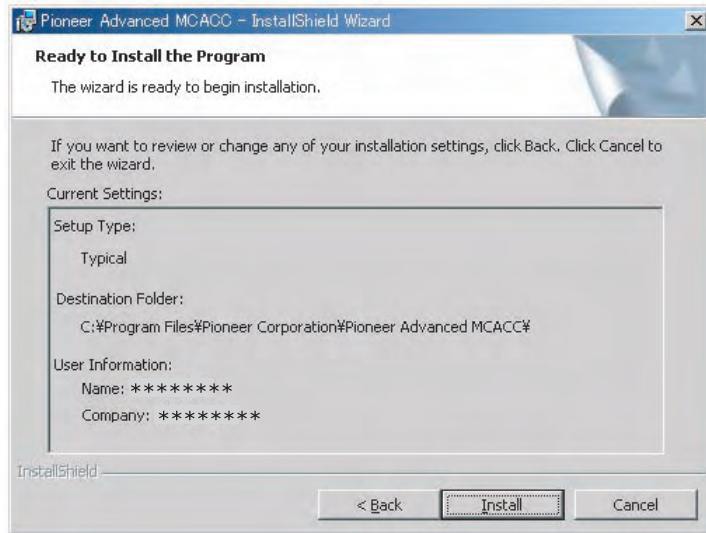 Pioneer Advanced MCACC - InstallShield Wizard
Ready to Install the Program
The wizard is ready to begin installation.
If you want to review or change any of your installation settings, click Back. Click Cancel to
exit the wizard.
Current Settings:
Setup Type:
Typical
Destination Folder:
C:¥Program Files¥Pioneer Corporation¥Pioneer Advanced MCACC¥
User Information:
Name: ********
Company: ********
InstallShield
< Back
Install
Cancel